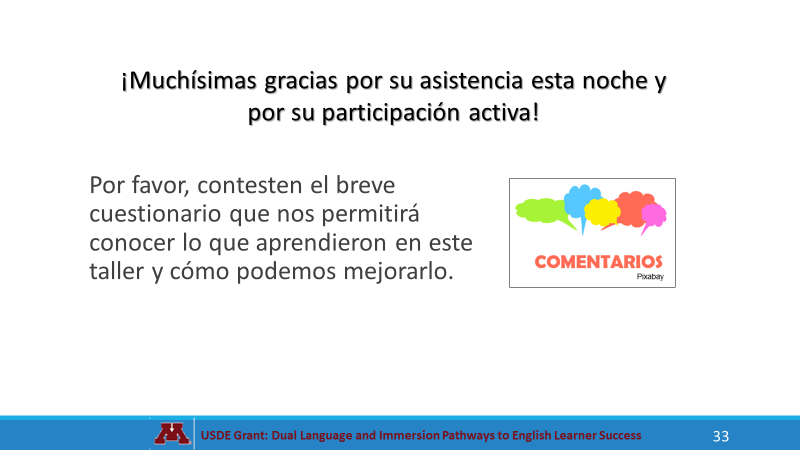 ¡Muchísimas gracias por su asistencia esta noche y
por su participación activa!
Por favor, contesten el breve
cuestionario que nos permitirá
conocer lo que aprendieron en este
taller y cómo podemos mejorarlo.
COMENTARIOS
Pixabay
USDE Grant: Dual Language and Immersion Pathways to English Learner Success
33